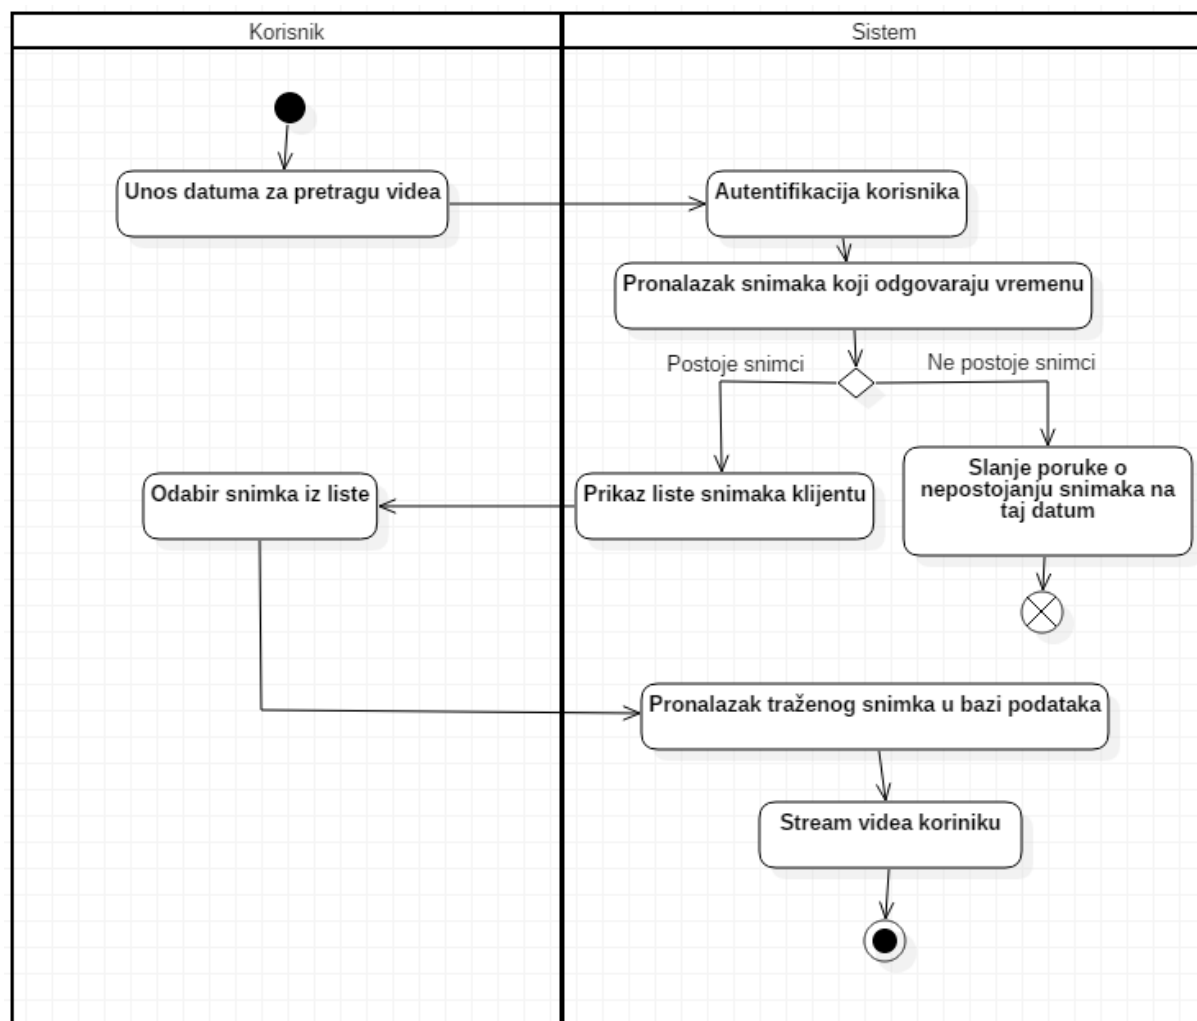 Korisnik
Sistem
Unos datuma za pretragu videa
Autentifikacija korisnika
Pronalazak snimaka koji odgovaraju vremenu
Postoje snimci
Ne postoje snimci
Odabir snimka iz liste
Prikaz liste snimaka klijentu
Slanje poruke o
nepostojanju snimaka na
taj datum
Pronalazak traženog snimka u bazi podataka
Stream videa koriniku